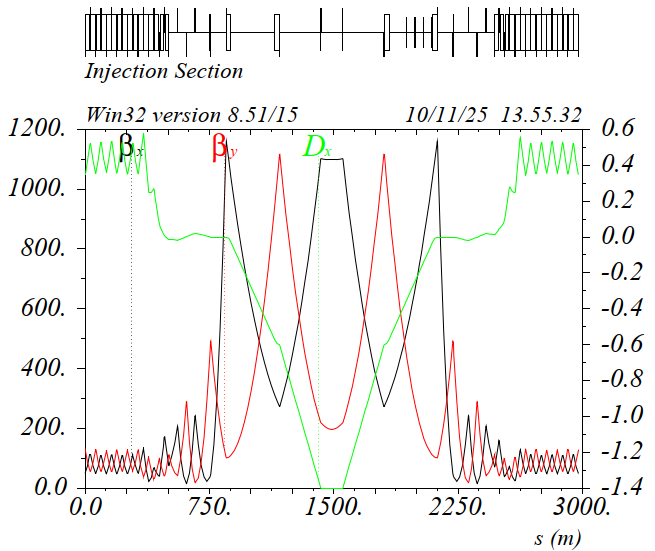 Injection Section
Win32 version 8.51/15 10/11/25 13.55.32
1200. βx βy Dx 0.6
1000. 0.4
0.2
800. 0.0
-0.2
600. -0.4
-0.6
400. -0.8
200. -1.0
-1.2
0.0 -1.4
0.0 750. 1500. 2250. 3000.
s (m)